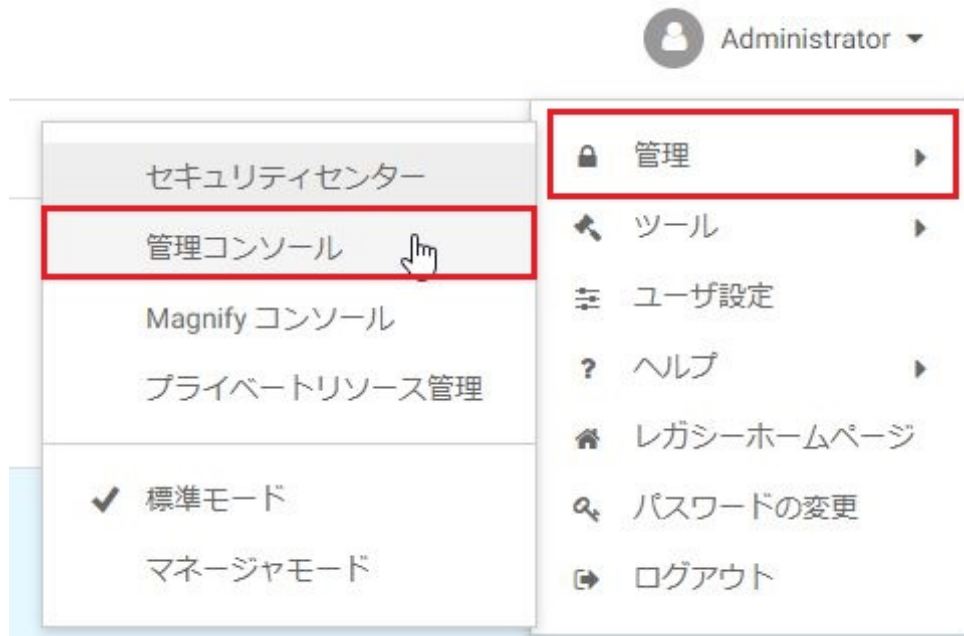 Administrator
管理
ツール
ユーザ設定
? ヘルプ
レガシーホームページ
パスワードの変更
ログアウト
セキュリティセンター
管理コンソール
Magnify コンソール
プライベートリソース管理
標準モード
マネージャモード